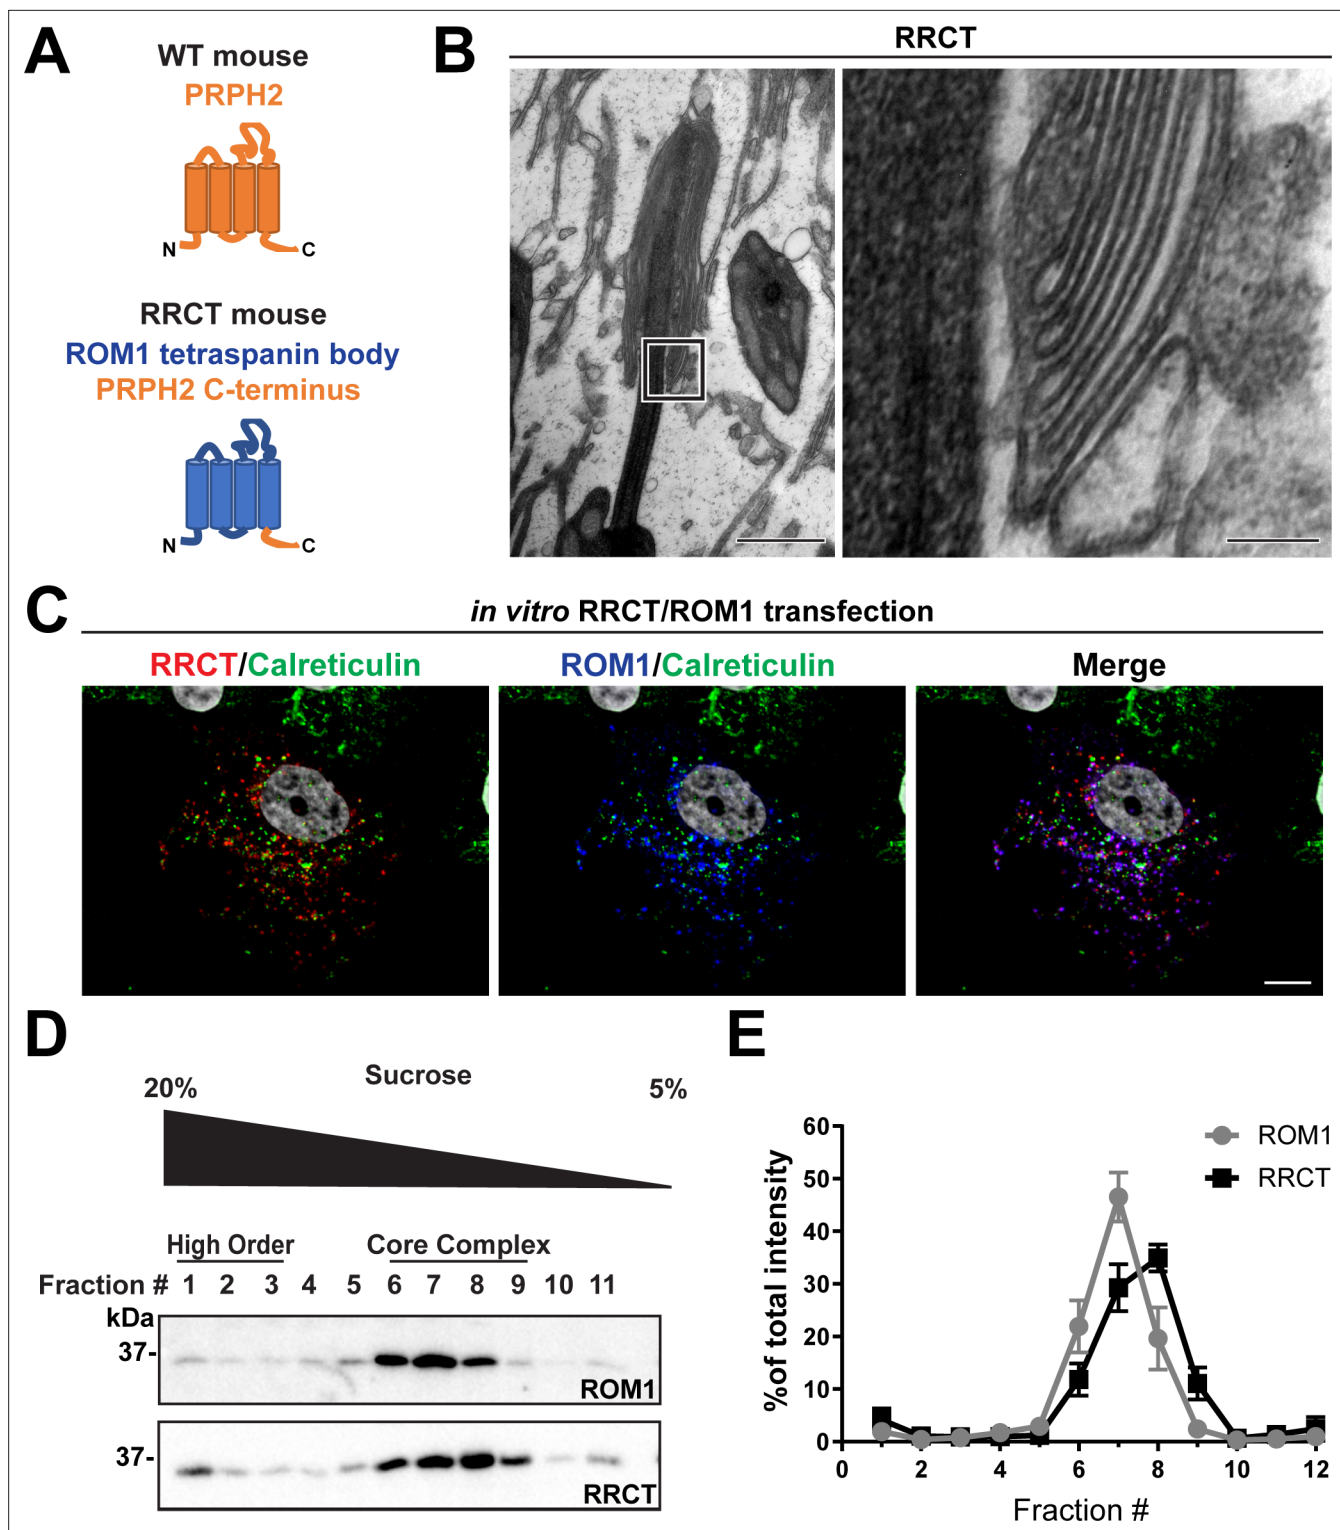 A
WT mouse
PRPH2
N
C
RRCT mouse
ROM1 tetraspanin body
PRPH2 C-terminus
N
C
B
RRCT
C
in vitro RRCT/ROM1 transfection
RRCT/Calreticulin
ROM1/Calreticulin
Merge
D
20%
Sucrose
5%
High Order
Core Complex
Fraction # 1 2 3 4 5 6 7 8 9 10 11
kDa
37-
ROM1
37-
RRCT
E
ROM1
RRCT
% of total intensity
60
50
40
30
20
10
0
0 2 4 6 8 10 12
Fraction #